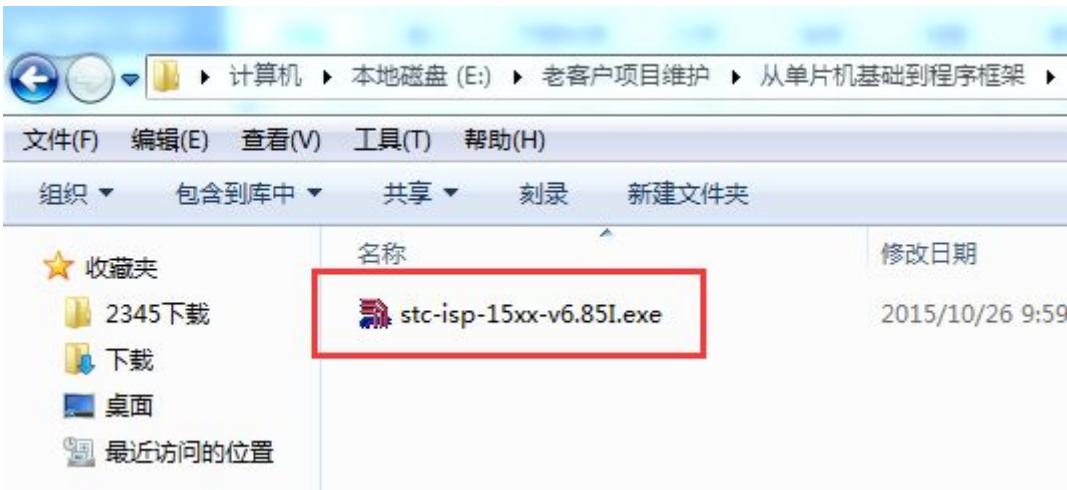 计算机 本地磁盘 (E:) 老客户项目维护 从单片机基础到程序框架
文件(F) 编辑(E) 查看(V) 工具(T) 帮助(H)
组织 包含到库中 共享 刻录 新建文件夹
名称 修改日期
收藏夹
stc-isp-15xx-v6.85I.exe 2015/10/26 9:59
2345下载
下载
桌面
最近访问的位置